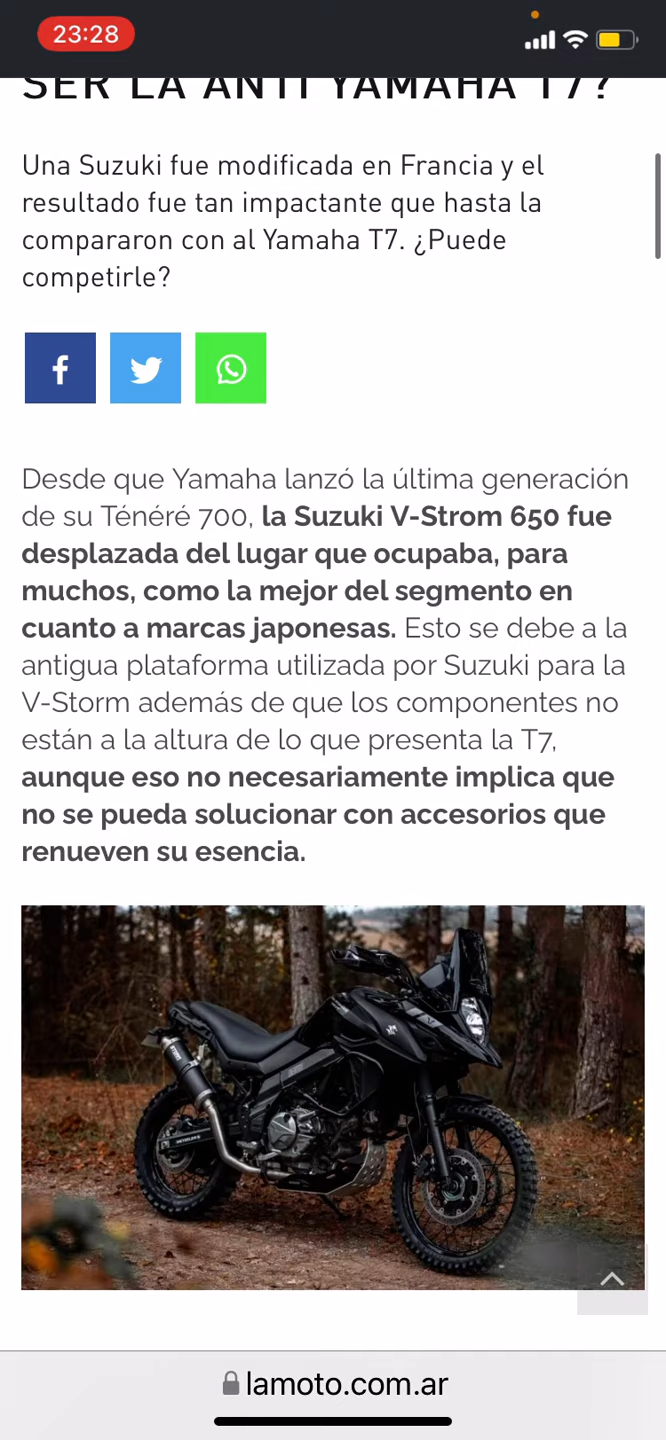 23:28
SER LA ANTI YAMAHA T7?
Una Suzuki fue modificada en Francia y el
resultado fue tan impactante que hasta la
compararon con al Yamaha T7. ¿Puede
competirle?
Desde que Yamaha lanzó la última generación
de su Ténéré 700, la Suzuki V-Strom 650 fue
desplazada del lugar que ocupaba, para
muchos, como la mejor del segmento en
cuanto a marcas japonesas. Esto se debe a la
antigua plataforma utilizada por Suzuki para la
V-Storm además de que los componentes no
están a la altura de lo que presenta la T7,
aunque eso no necesariamente implica que
no se pueda solucionar con accesorios que
renueven su esencia.
lamoto.com.ar